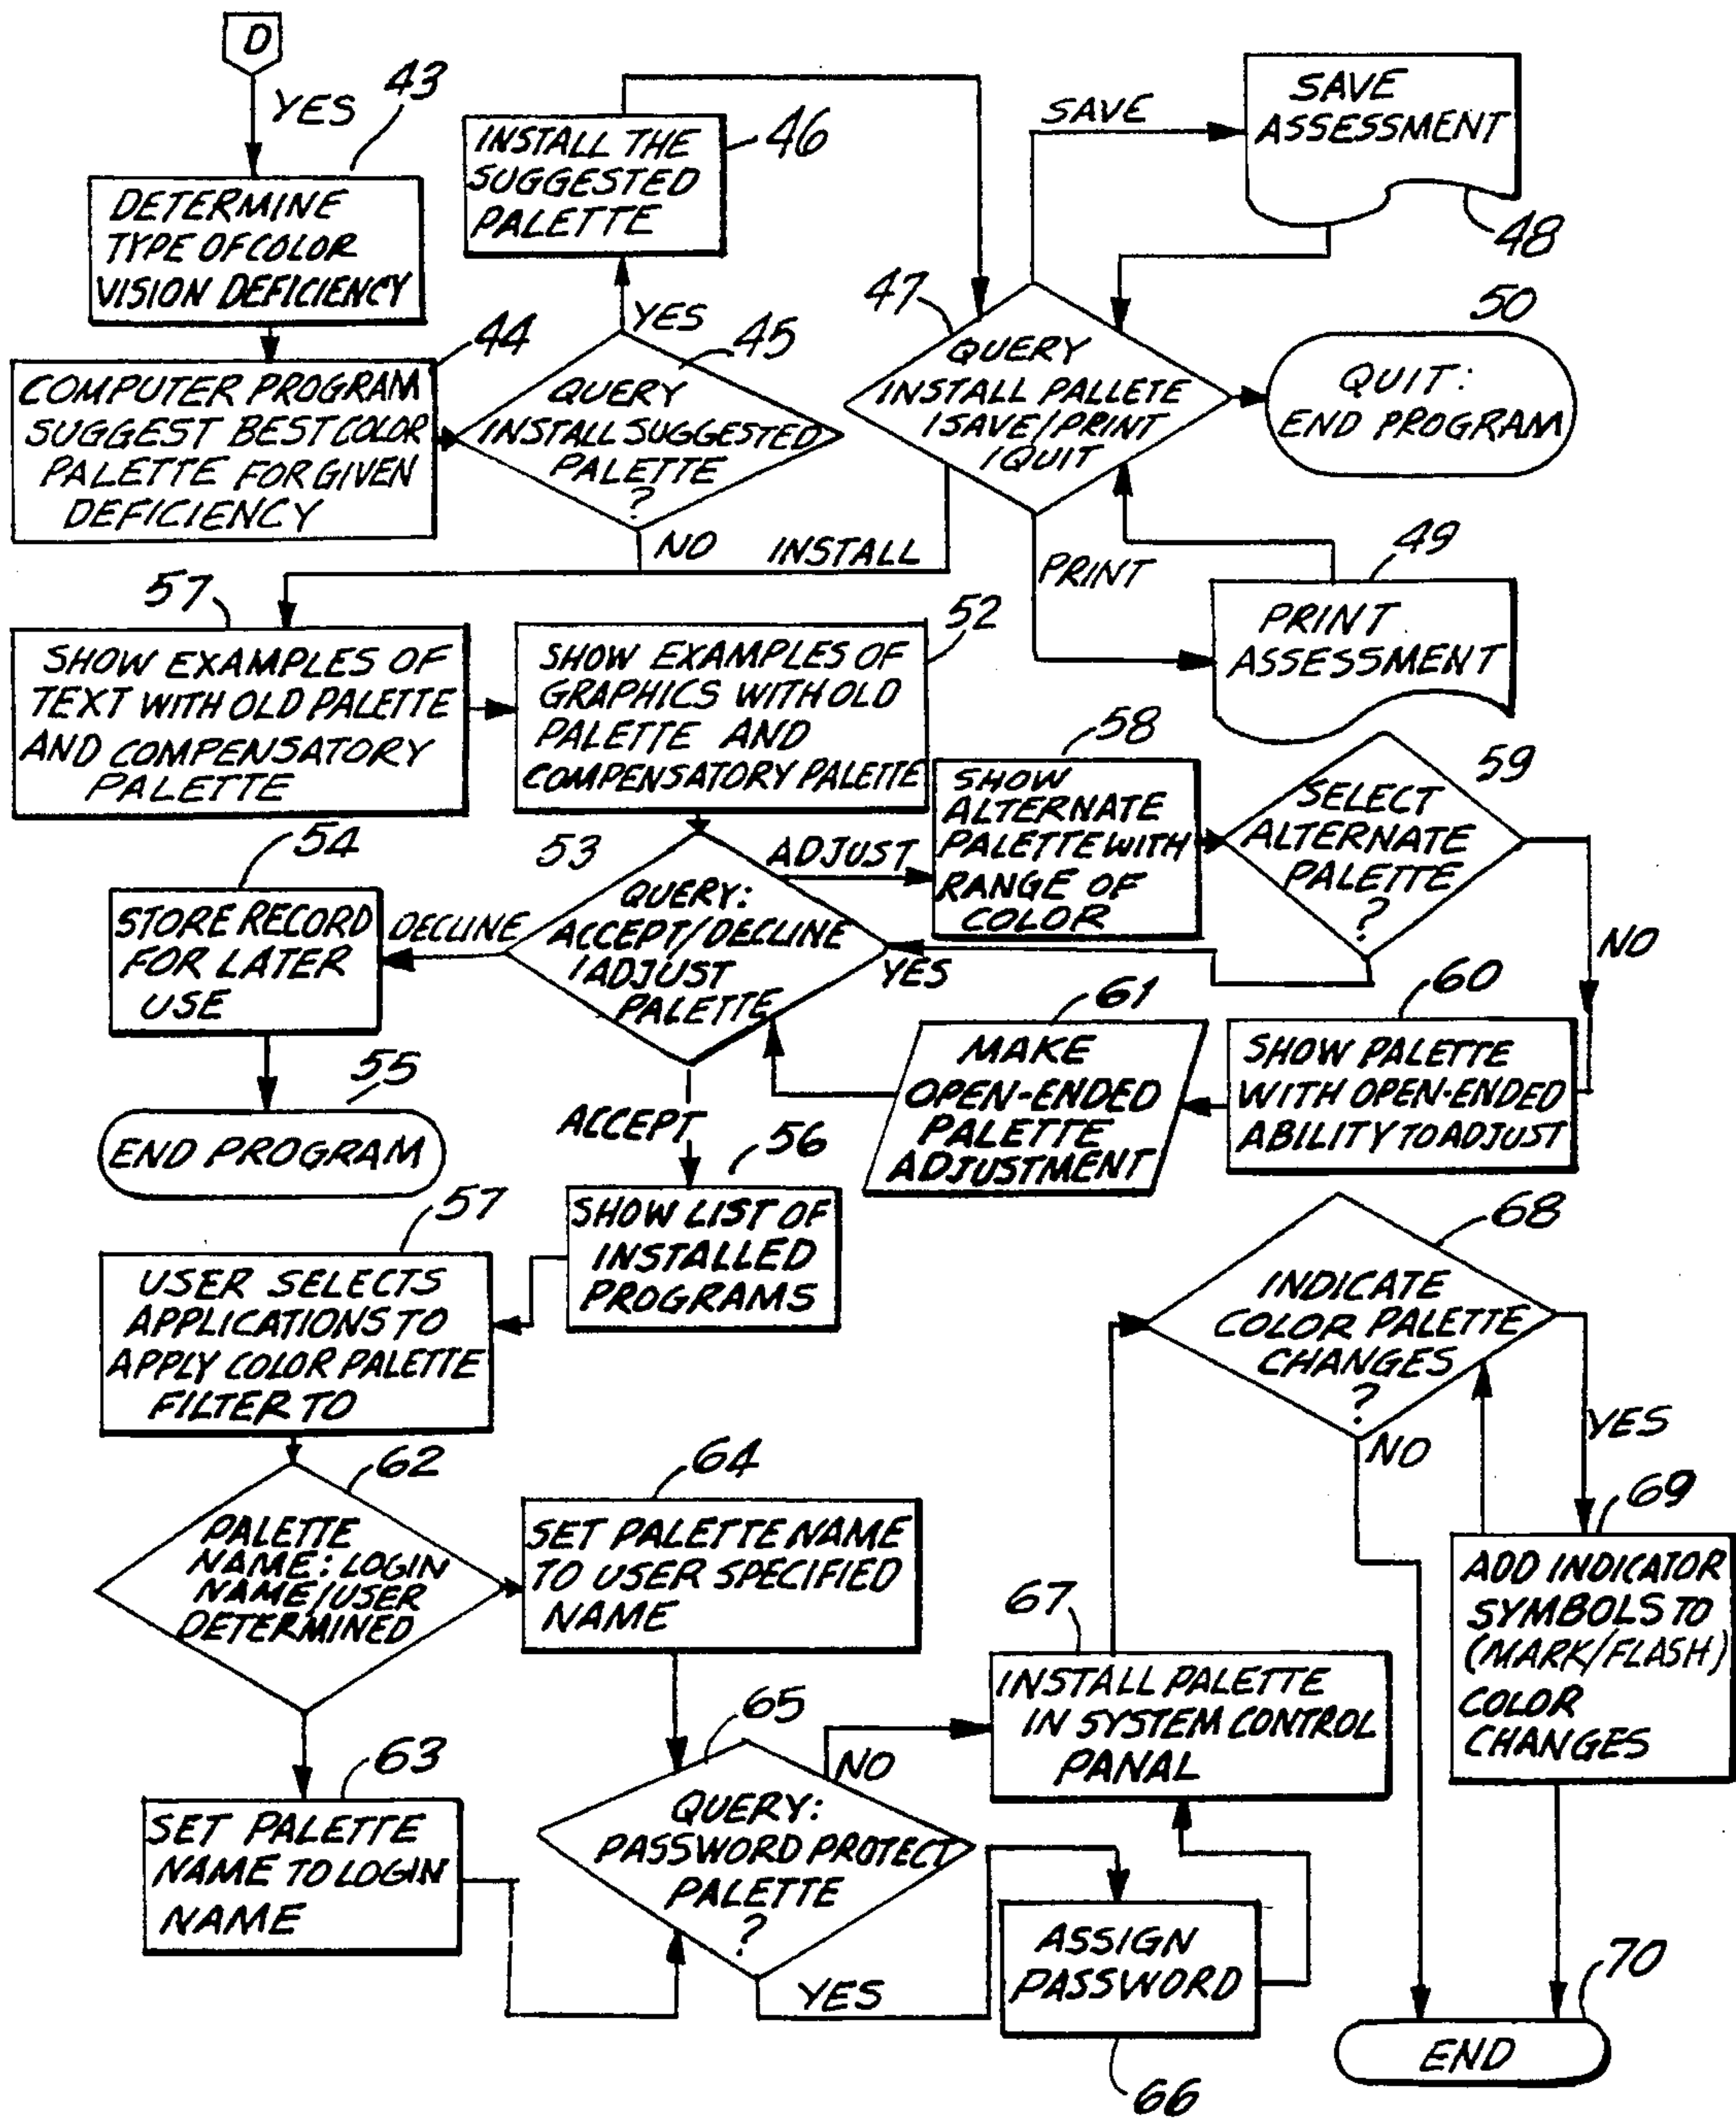 D
YES
43
DETERMINE
TYPE OF COLOR
VISION DEFICIENCY
44
COMPUTER PROGRAM
SUGGEST BEST COLOR
PALETTE FOR GIVEN
DEFICIENCY
45
QUERY
INSTALL SUGGESTED
PALETTE
?
YES
NO
46
INSTALL THE
SUGGESTED
PALETTE
47
QUERY
INSTALL PALLETE
/SAVE/PRINT
/QUIT
SAVE
SAVE
ASSESSMENT
48
50
QUIT:
END PROGRAM
INSTALL
PRINT
49
PRINT
ASSESSMENT
57
SHOW EXAMPLES OF
TEXT WITH OLD PALETTE
AND COMPENSATORY
PALETTE
52
SHOW EXAMPLES OF
GRAPHICS WITH OLD
PALETTE AND
COMPENSATORY PALETTE
53
QUERY:
ACCEPT/DECLINE
/ADJUST
PALETTE
ADJUST
58
SHOW
ALTERNATE
PALETTE WITH
RANGE OF
COLOR
59
SELECT
ALTERNATE
PALETTE
?
YES
NO
54
STORE RECORD
FOR LATER
USE
DECLINE
55
END PROGRAM
60
SHOW PALETTE
WITH OPEN-ENDED
ABILITY TO ADJUST
61
MAKE
OPEN-ENDED
PALETTE
ADJUSTMENT
ACCEPT
56
SHOW LIST OF
INSTALLED
PROGRAMS
57
USER SELECTS
APPLICATIONS TO
APPLY COLOR PALETTE
FILTER TO
62
PALETTE
NAME: LOGIN
NAME/USER
DETERMINED
63
SET PALETTE
NAME TO LOGIN
NAME
64
SET PALETTE NAME
TO USER SPECIFIED
NAME
65
QUERY:
PASSWORD PROTECT
PALETTE
?
NO
YES
66
ASSIGN
PASSWORD
67
INSTALL PALETTE
IN SYSTEM CONTROL
PANAL
68
INDICATE
COLOR PALETTE
CHANGES
?
NO
YES
69
ADD INDICATOR
SYMBOLS TO
(MARK/FLASH)
COLOR
CHANGES
70
END